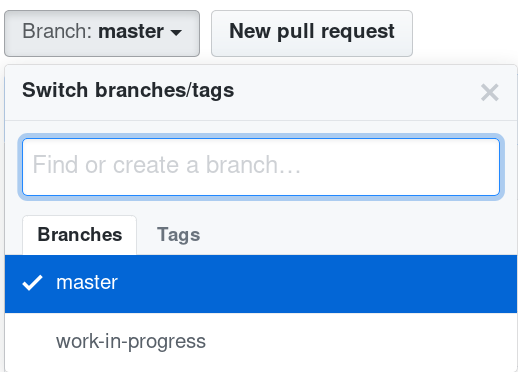 Branch: master New pull request
Switch branches/tags
Find or create a branch...
Branches Tags
master
work-in-progress